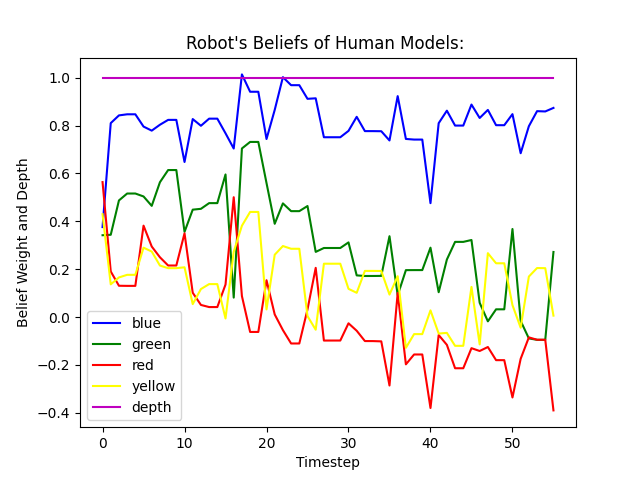 Robot's Beliefs of Human Models:
Belief Weight and Depth
1.0
0.8
0.6
0.4
0.2
0.0
−0.2
−0.4
blue
green
red
yellow
depth
0 10 20 30 40 50
Timestep